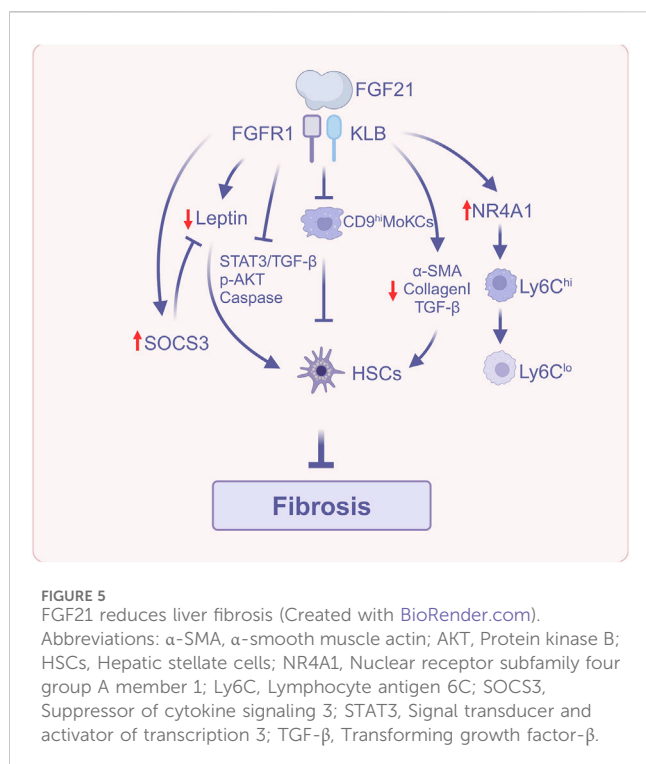 FGF21
FGFR1
KLB
Leptin
CD9hiMoKCs
NR4A1
STAT3/TGF-β
p-AKT
Caspase
α-SMA
CollagenI
TGF-β
Ly6Chi
SOCS3
HSCs
Ly6Clo
Fibrosis
FIGURE 5
FGF21 reduces liver fibrosis (Created with BioRender.com).
Abbreviations: α-SMA, α-smooth muscle actin; AKT, Protein kinase B;
HSCs, Hepatic stellate cells; NR4A1, Nuclear receptor subfamily four
group A member 1; Ly6C, Lymphocyte antigen 6C; SOCS3,
Suppressor of cytokine signaling 3; STAT3, Signal transducer and
activator of transcription 3; TGF-β, Transforming growth factor-β.